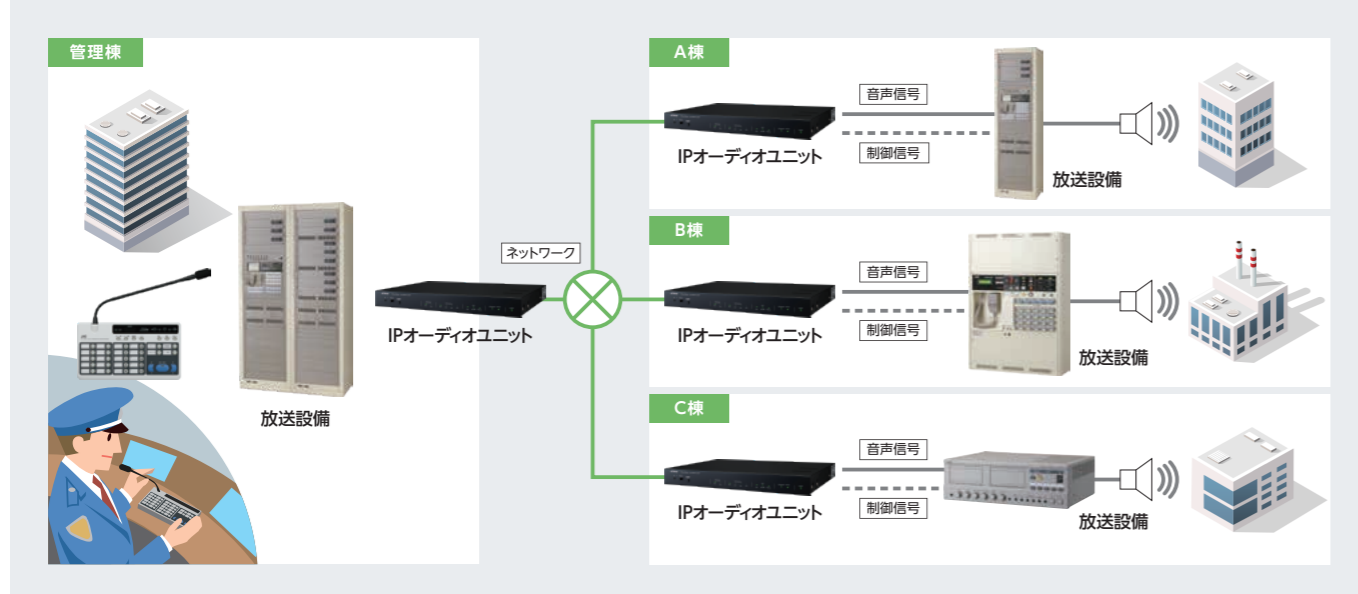 管理棟
放送設備
IPオーディオユニット
ネットワーク
A棟
IPオーディオユニット
音声信号
制御信号
放送設備
B棟
IPオーディオユニット
音声信号
制御信号
放送設備
C棟
IPオーディオユニット
音声信号
制御信号
放送設備